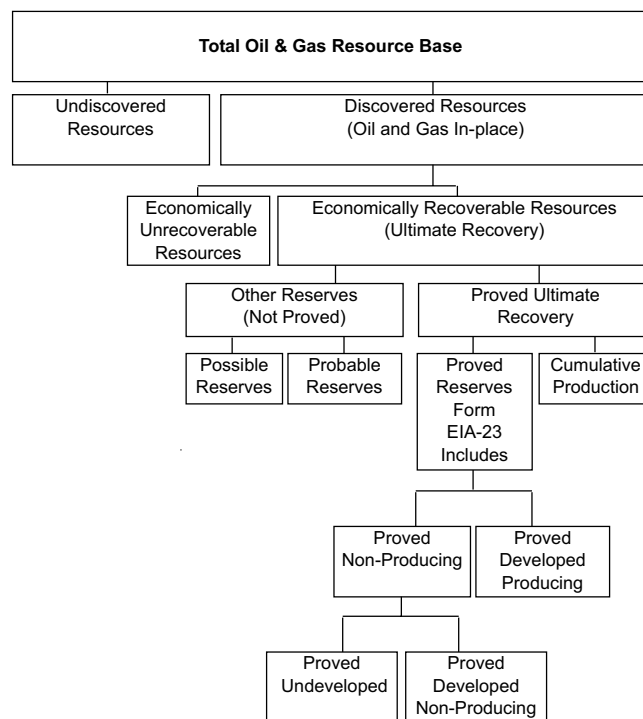 Total Oil & Gas Resource Base
Undiscovered
Resources
Discovered Resources
(Oil and Gas In-place)
Economically
Unrecoverable
Resources
Economically Recoverable Resources
(Ultimate Recovery)
Other Reserves
(Not Proved)
Proved Ultimate
Recovery
Possible
Reserves
Probable
Reserves
Proved
Reserves
Form
EIA-23
Includes
Cumulative
Production
Proved
Non-Producing
Proved
Developed
Producing
Proved
Undeveloped
Proved
Developed
Non-Producing